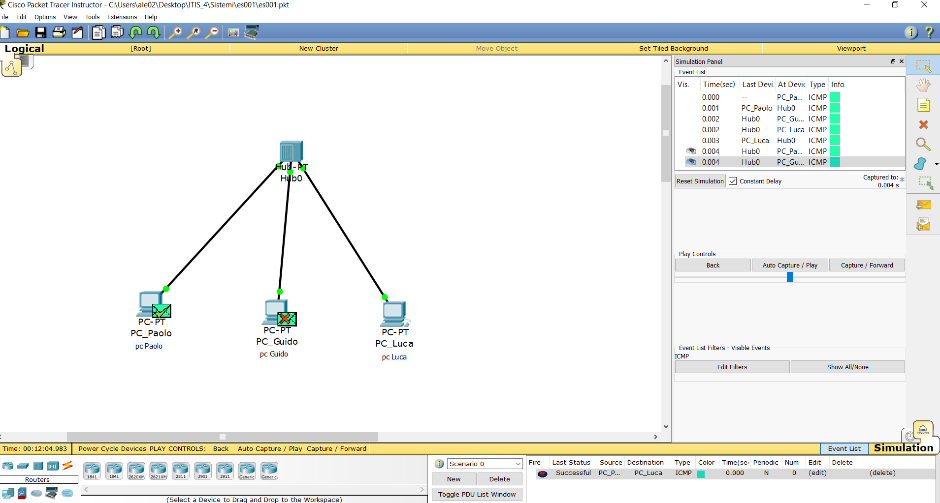 Cisco Packet Tracer Instructor - C:\Users\ale02\Desktop\ITIS_4\Sistemi\es001\es001.pkt
ile Edit Options View Tools Extensions Help
Logical [Root] New Cluster Move Object Set Tiled Background Viewport
Simulation Panel
Event List
Vis. Time(sec) Last Devi At Devic Type Info
0.000 -- PC_Pa... ICMP
0.001 PC_Paolo Hub0 ICMP
0.002 Hub0 PC_Gu... ICMP
0.002 Hub0 PC_Luca ICMP
0.003 PC_Luca Hub0 ICMP
0.004 Hub0 PC_Pa... ICMP
0.004 Hub0 PC_Gu... ICMP
Reset Simulation Constant Delay Captured to:
0.004 s
Hub-PT
Hub0
Play Controls
Back Auto Capture / Play Capture / Forward
PC-PT
PC_Paolo
pc Paolo
PC-PT
PC_Guido
pc Guido
PC-PT
PC_Luca
pc Luca
Event List Filters - Visible Events
ICMP
Edit Filters Show All/None
Time: 00:12:04.983 Power Cycle Devices PLAY CONTROLS: Back Auto Capture / Play Capture / Forward Event List Simulation
Routers
1841 1941 2620XM 2621XM 2811 2901 2911 Generic Generic
(Select a Device to Drag and Drop to the Workspace)
Scenario 0
New Delete
Toggle PDU List Window
Fire Last Status Source Destination Type Color Time(sec Periodic Num Edit Delete
Successful PC_P... PC_Luca ICMP 0.000 N 0 (edit) (delete)